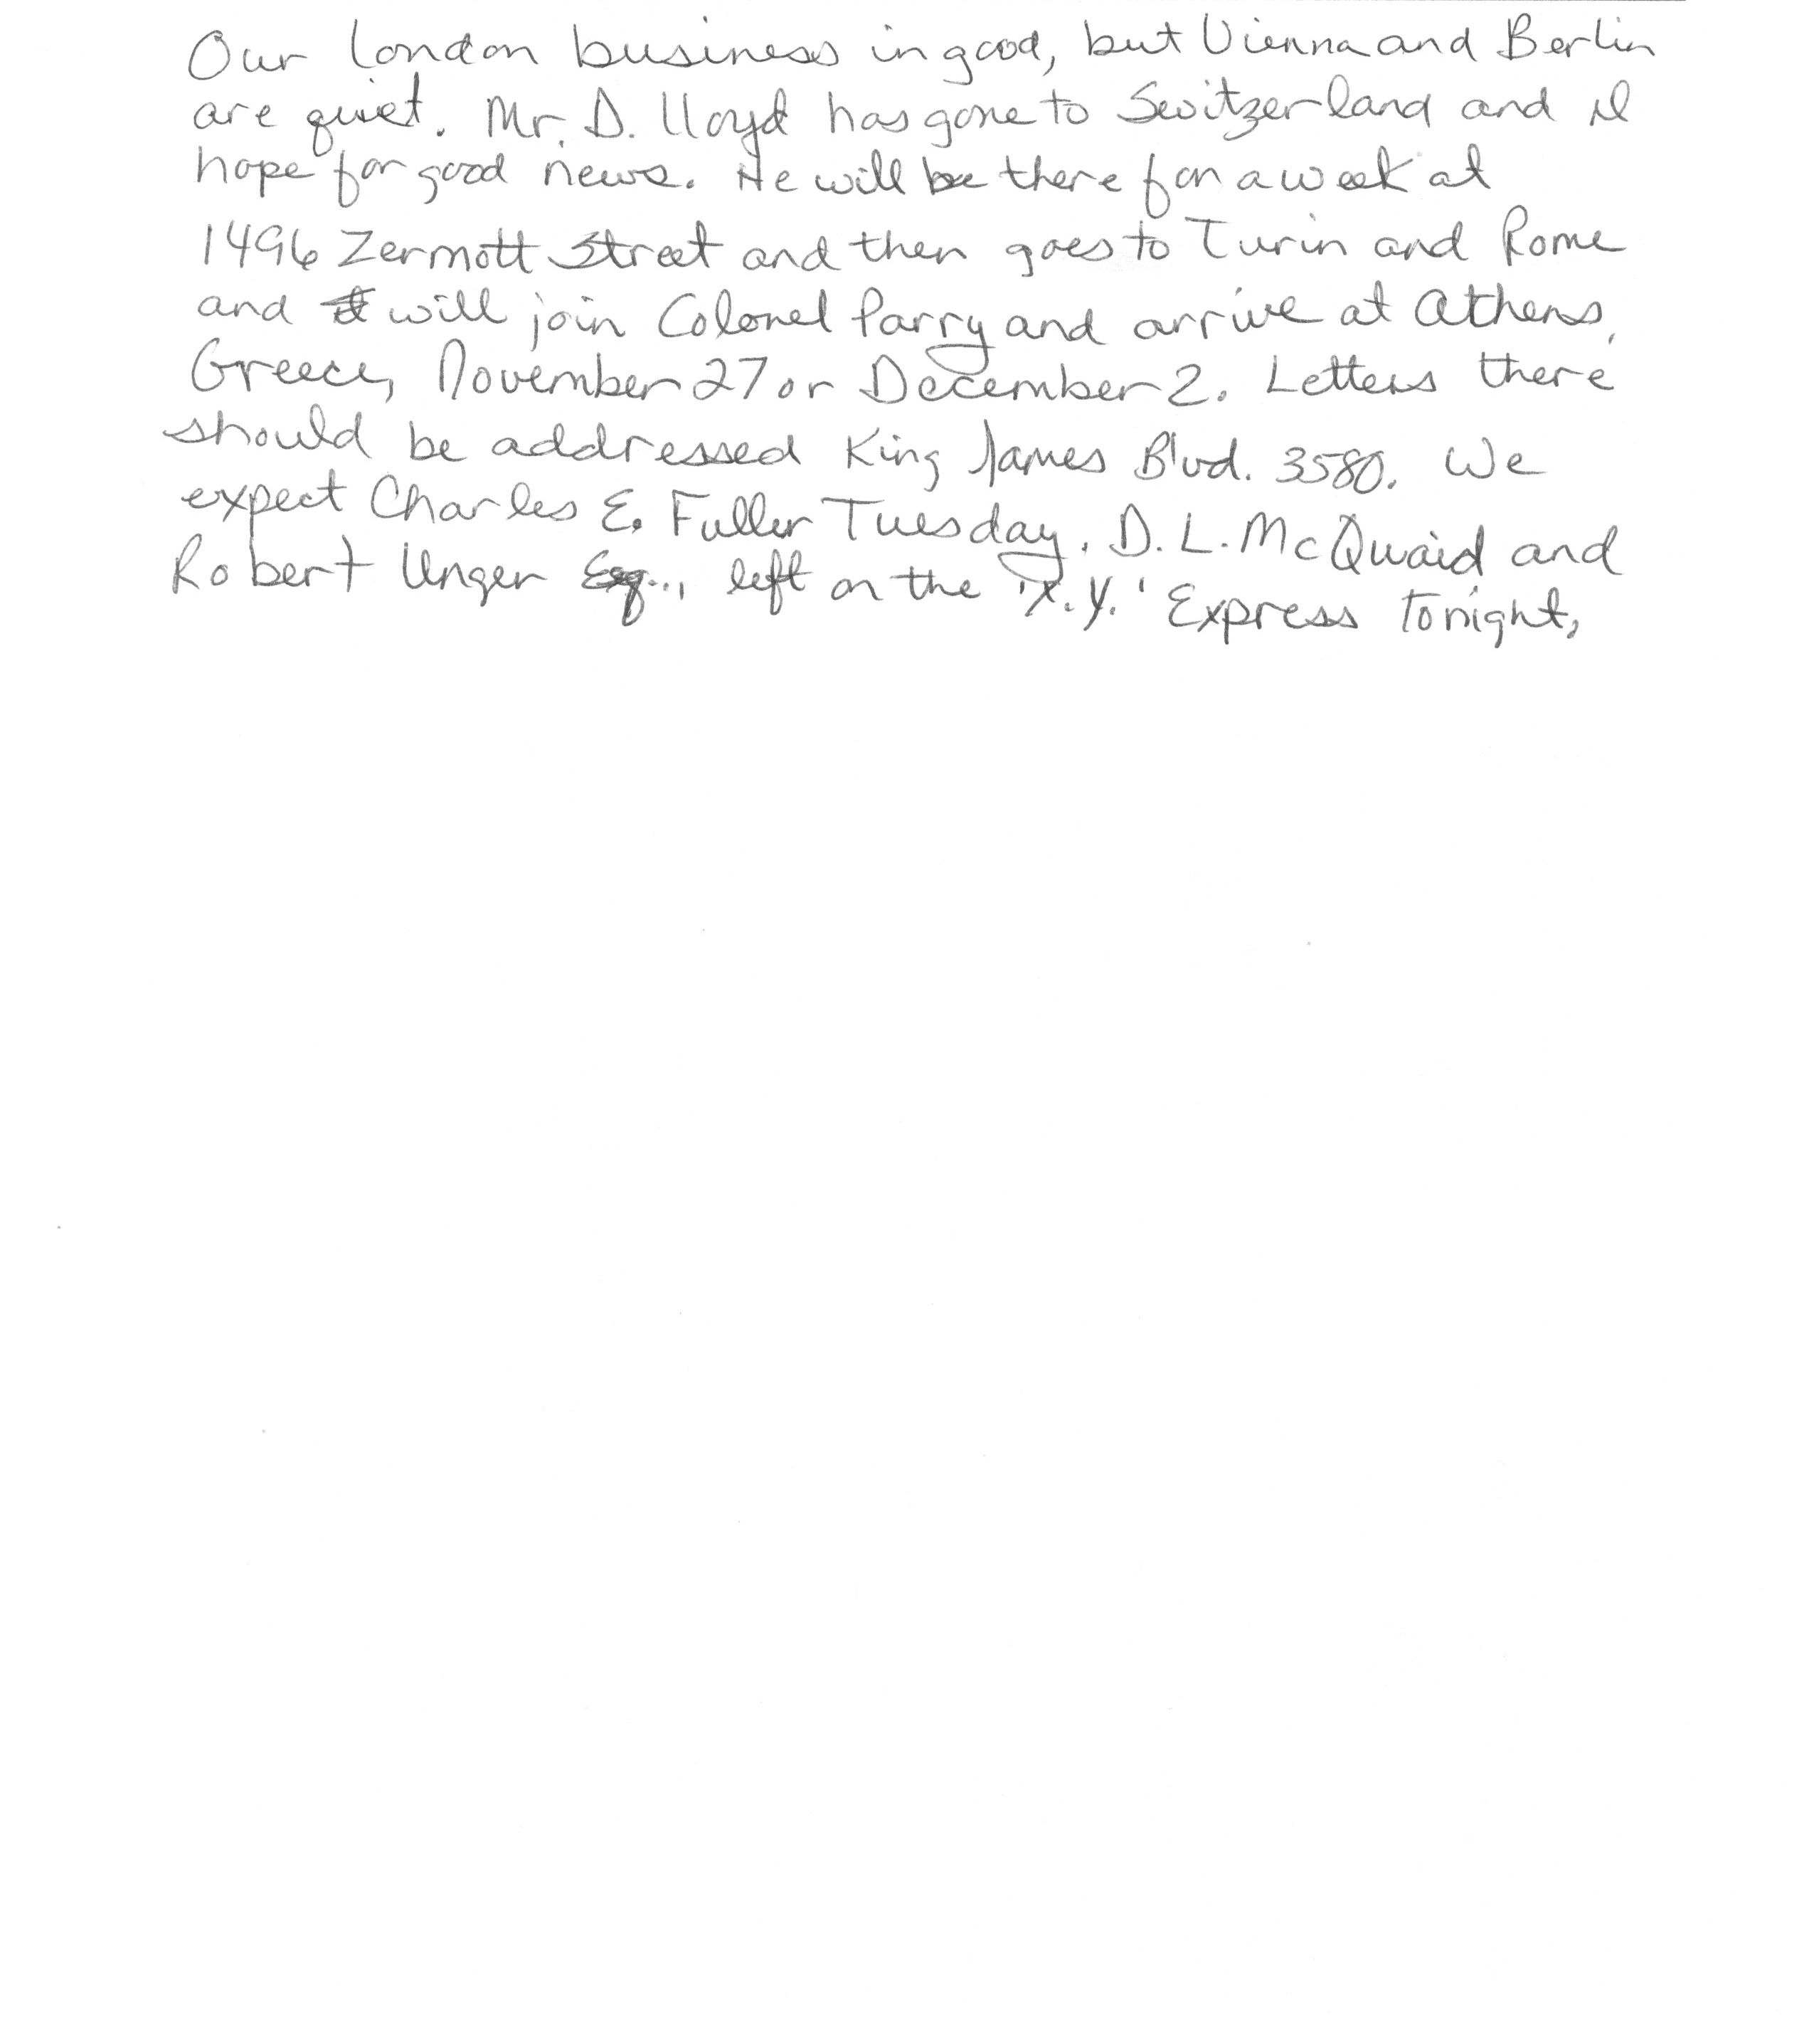 Our London business in good, but Vienna and Berlin
are quiet. Mr. D. Lloyd has gone to Switzerland and I
hope for good news. He will be there for a week at
1496 Zermott Street and then goes to Turin and Rome
and will join Colonel Parry and arrive at Athens,
Greece, November 27 or December 2. Letters there
should be addressed King James Blvd. 3580. We
expect Charles E. Fuller Tuesday. D. L. McQuaid and
Robert Unger Esq., left on the 'X.Y.' Express tonight,